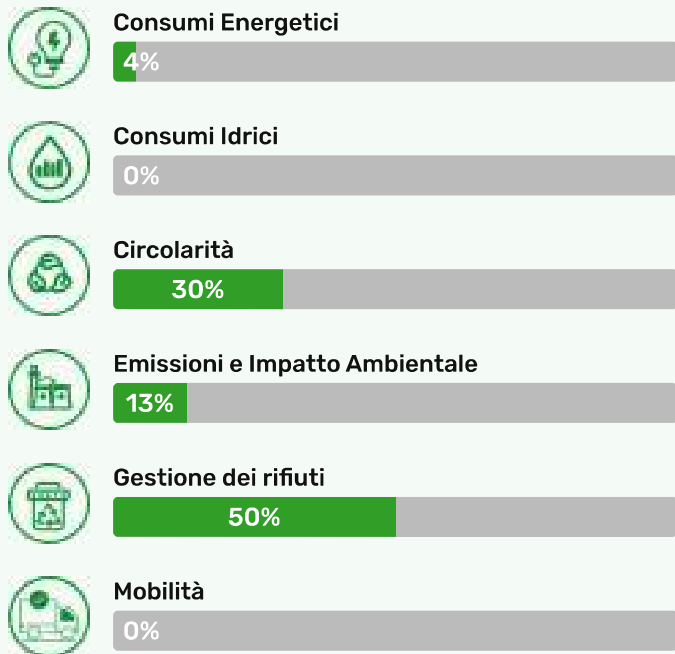 Consumi Energetici
4%
Consumi Idrici
0%
Circolarità
30%
Emissioni e Impatto Ambientale
13%
Gestione dei rifiuti
50%
Mobilità
0%